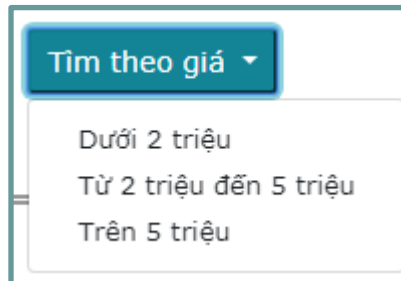 Tìm theo giá
Dưới 2 triệu
Từ 2 triệu đến 5 triệu
Trên 5 triệu